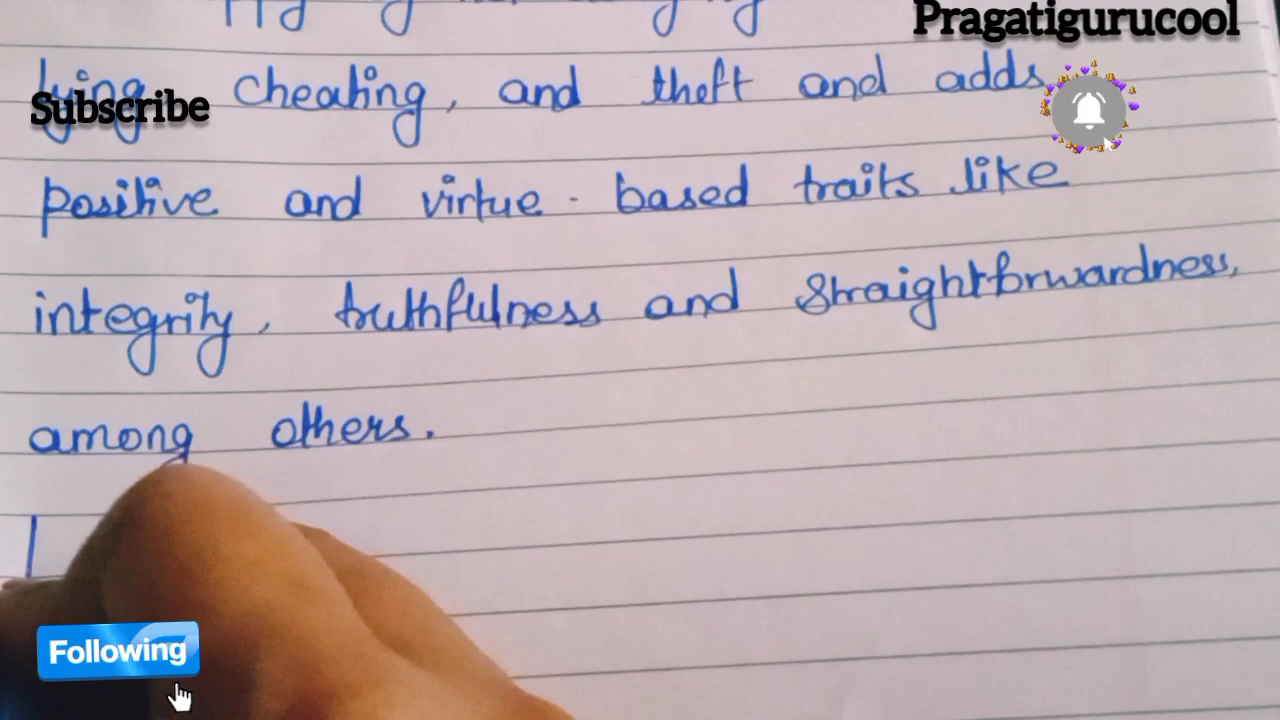 Pragatigurucool
lying cheating, and theft and adds
Subscribe
positive and virtue-based traits like
integrity, truthfulness and straightforwardness,
among others.
Following